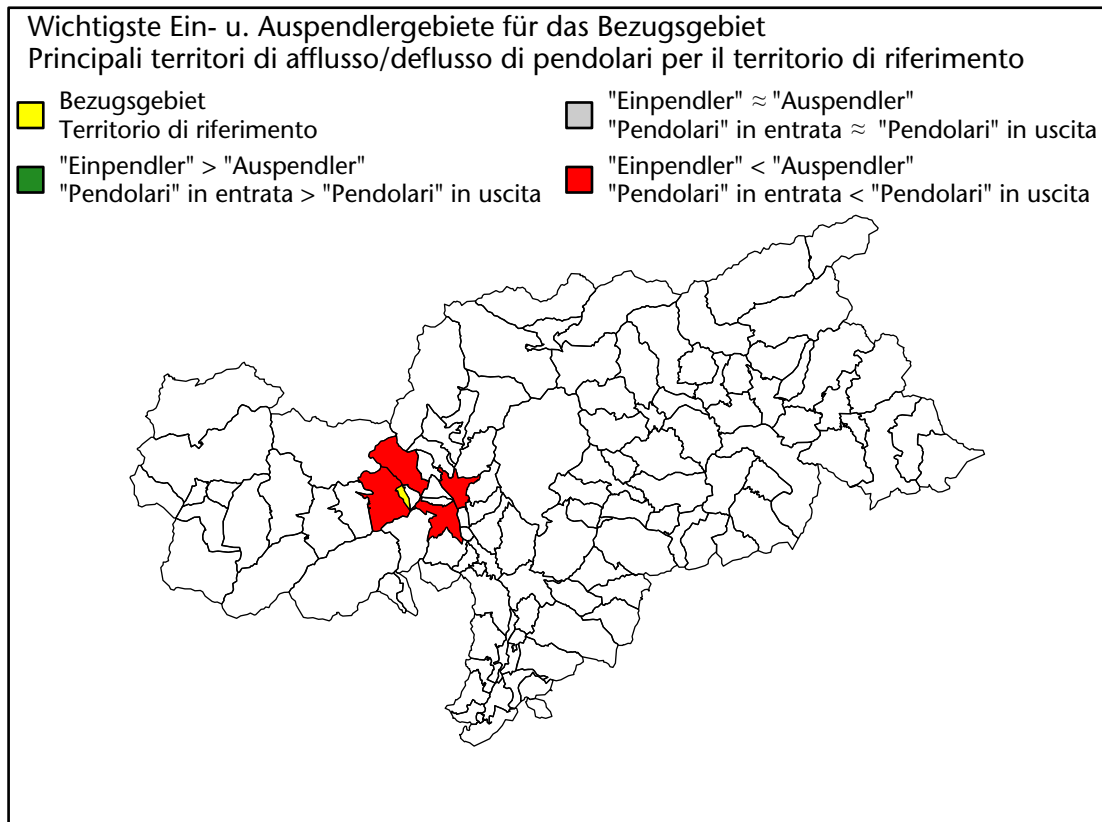 Wichtigste Ein- u. Auspendlergebiete für das Bezugsgebiet
Principali territori di afflusso/deflusso di pendolari per il territorio di riferimento
Bezugsgebiet
Territorio di riferimento
"Einpendler" > "Auspendler"
"Pendolari" in entrata > "Pendolari" in uscita
"Einpendler" ≈ "Auspendler"
"Pendolari" in entrata ≈ "Pendolari" in uscita
"Einpendler" < "Auspendler"
"Pendolari" in entrata < "Pendolari" in uscita